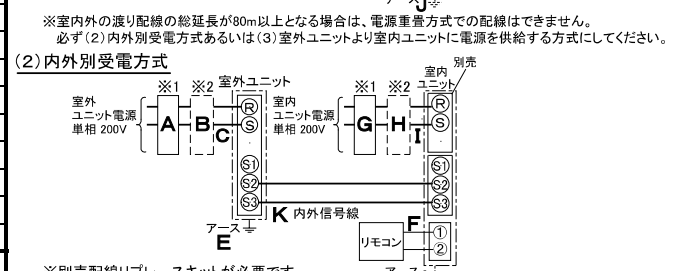 ※室内外の渡り配線の総延長が80m以上となる場合は、電源重畳方式での配線はできません。
必ず(2)内外別受電方式あるいは(3)室外ユニットより室内ユニットに電源を供給する方式にしてください。
(2)内外別受電方式
別売
※1 ※2 室外ユニット
※1 ※2 室内ユニット
室外
ユニット電源
単相 200V
A
B
C
R
S
S1
S2
S3
室内
ユニット電源
単相 200V
G
H
I
R
S
S1
S2
S3
K 内外信号線
アース
E
リモコン
F
①
②
※別売配線リプレースキットが必要です
アース